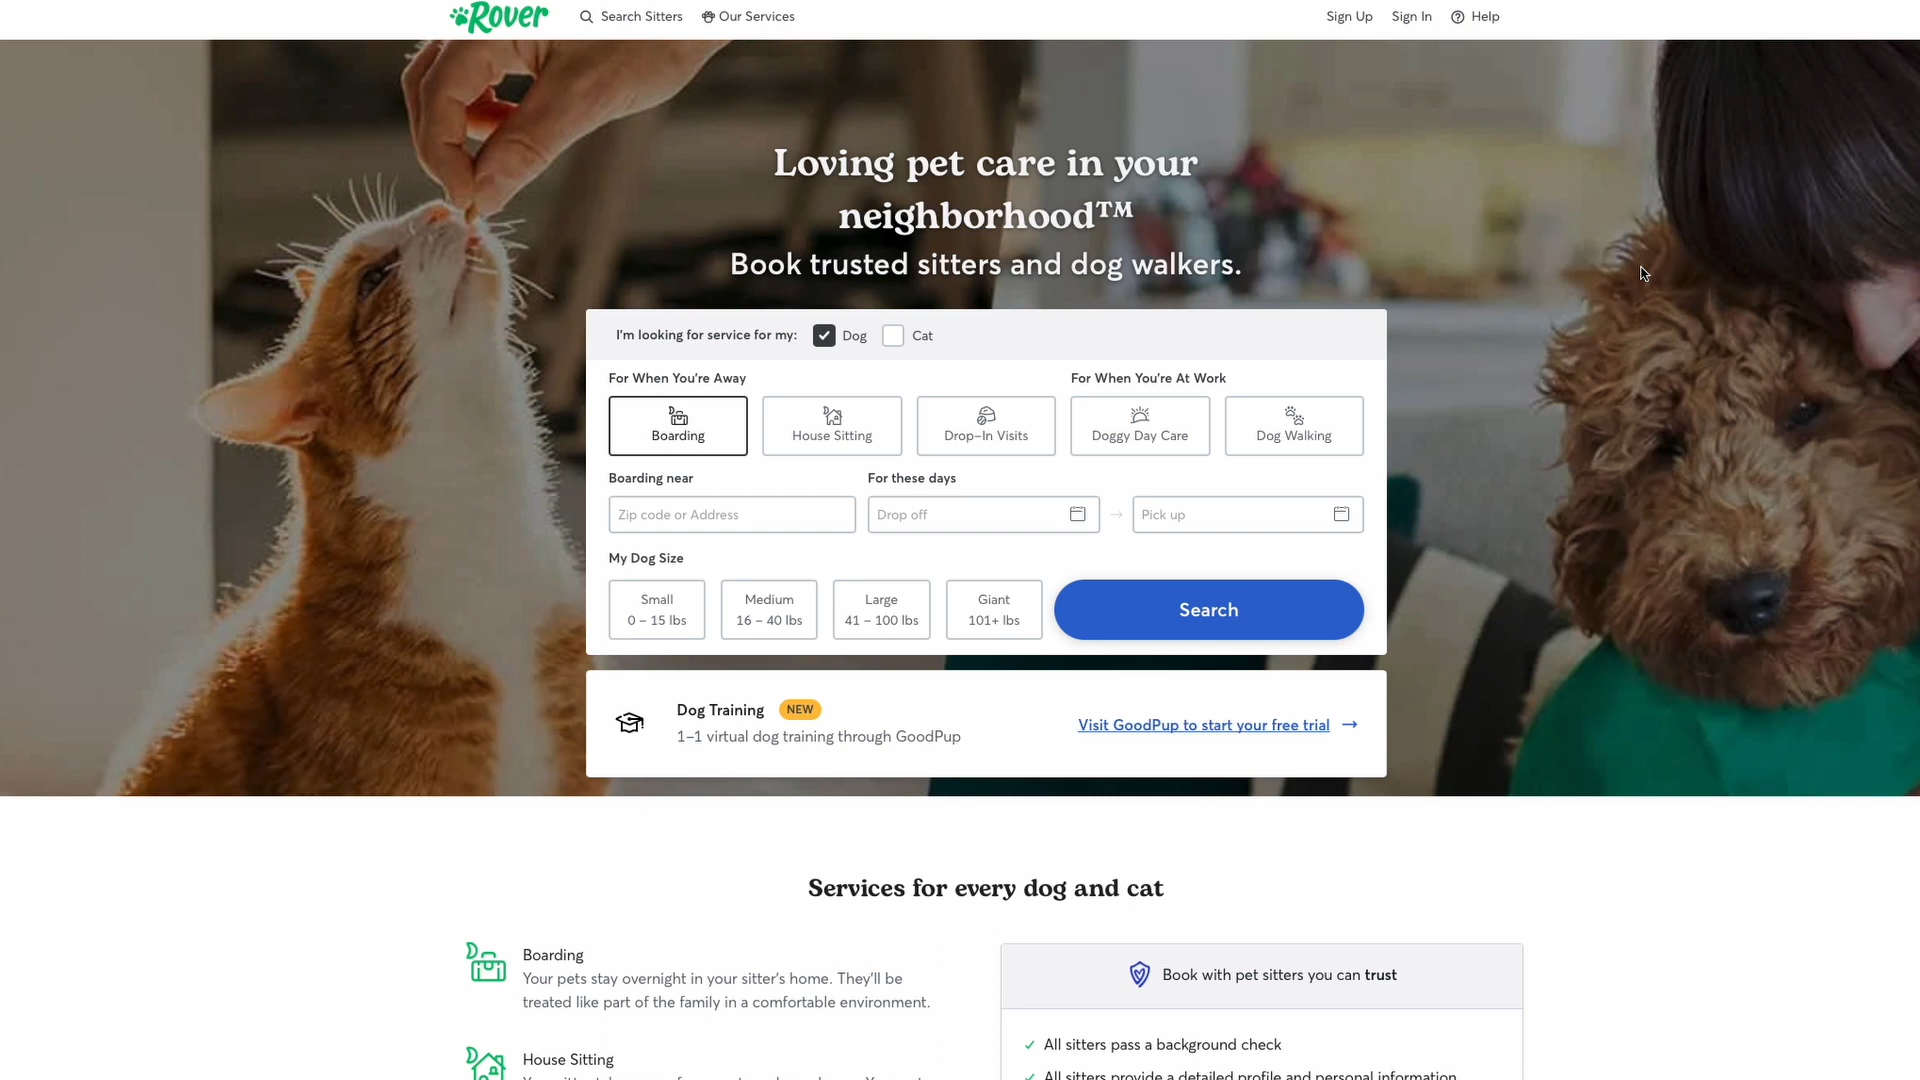 Rover
Search Sitters
Our Services
Sign Up
Sign In
Help
Loving pet care in your
neighborhood™
Book trusted sitters and dog walkers.
I'm looking for service for my:
Dog
Cat
For When You're Away
For When You're At Work
Boarding
House Sitting
Drop-In Visits
Doggy Day Care
Dog Walking
Boarding near
For these days
Zip code or Address
Drop off
Pick up
My Dog Size
Small
0 – 15 lbs
Medium
16 – 40 lbs
Large
41 – 100 lbs
Giant
101+ lbs
Search
Dog Training
NEW
1-1 virtual dog training through GoodPup
Visit GoodPup to start your free trial
Services for every dog and cat
Boarding
Your pets stay overnight in your sitter's home. They'll be
treated like part of the family in a comfortable environment.
House Sitting
Book with pet sitters you can trust
All sitters pass a background check
All sitters provide a detailed profile and personal information